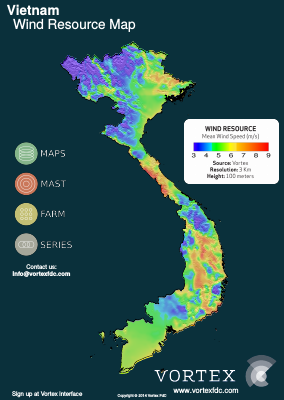 Vietnam
Wind Resource Map
WIND RESOURCE
Mean Wind Speed (m/s)
3 4 5 6 7 8 9
Source: Vortex
Resolution: 3 Km
Height: 100 meters
MAPS
MAST
FARM
SERIES
Contact us:
info@vortexfdc.com
VORTEX
www.vortexfdc.com
Sign up at Vortex Interface
Copyright © 2014 Vortex FdC